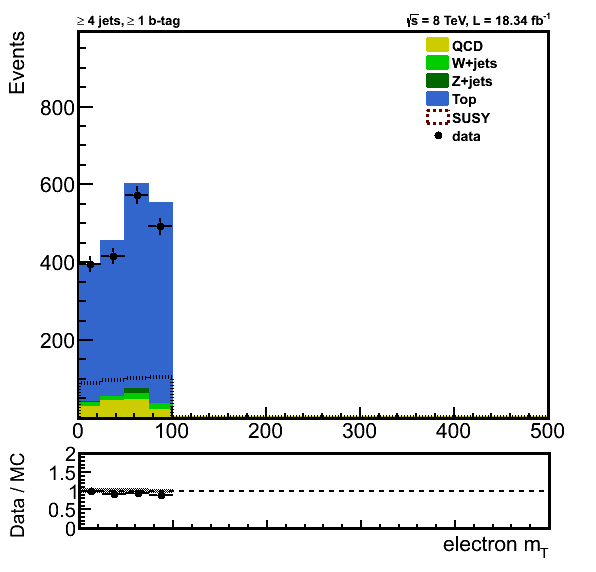 ≥ 4 jets, ≥ 1 b-tag
√s = 8 TeV, L = 18.34 fb⁻¹
Events
QCD
W+jets
Z+jets
Top
SUSY
data
800
600
400
200
0 100 200 300 400 500
Data / MC
2
1.5
1
0.5
0
electron m_T